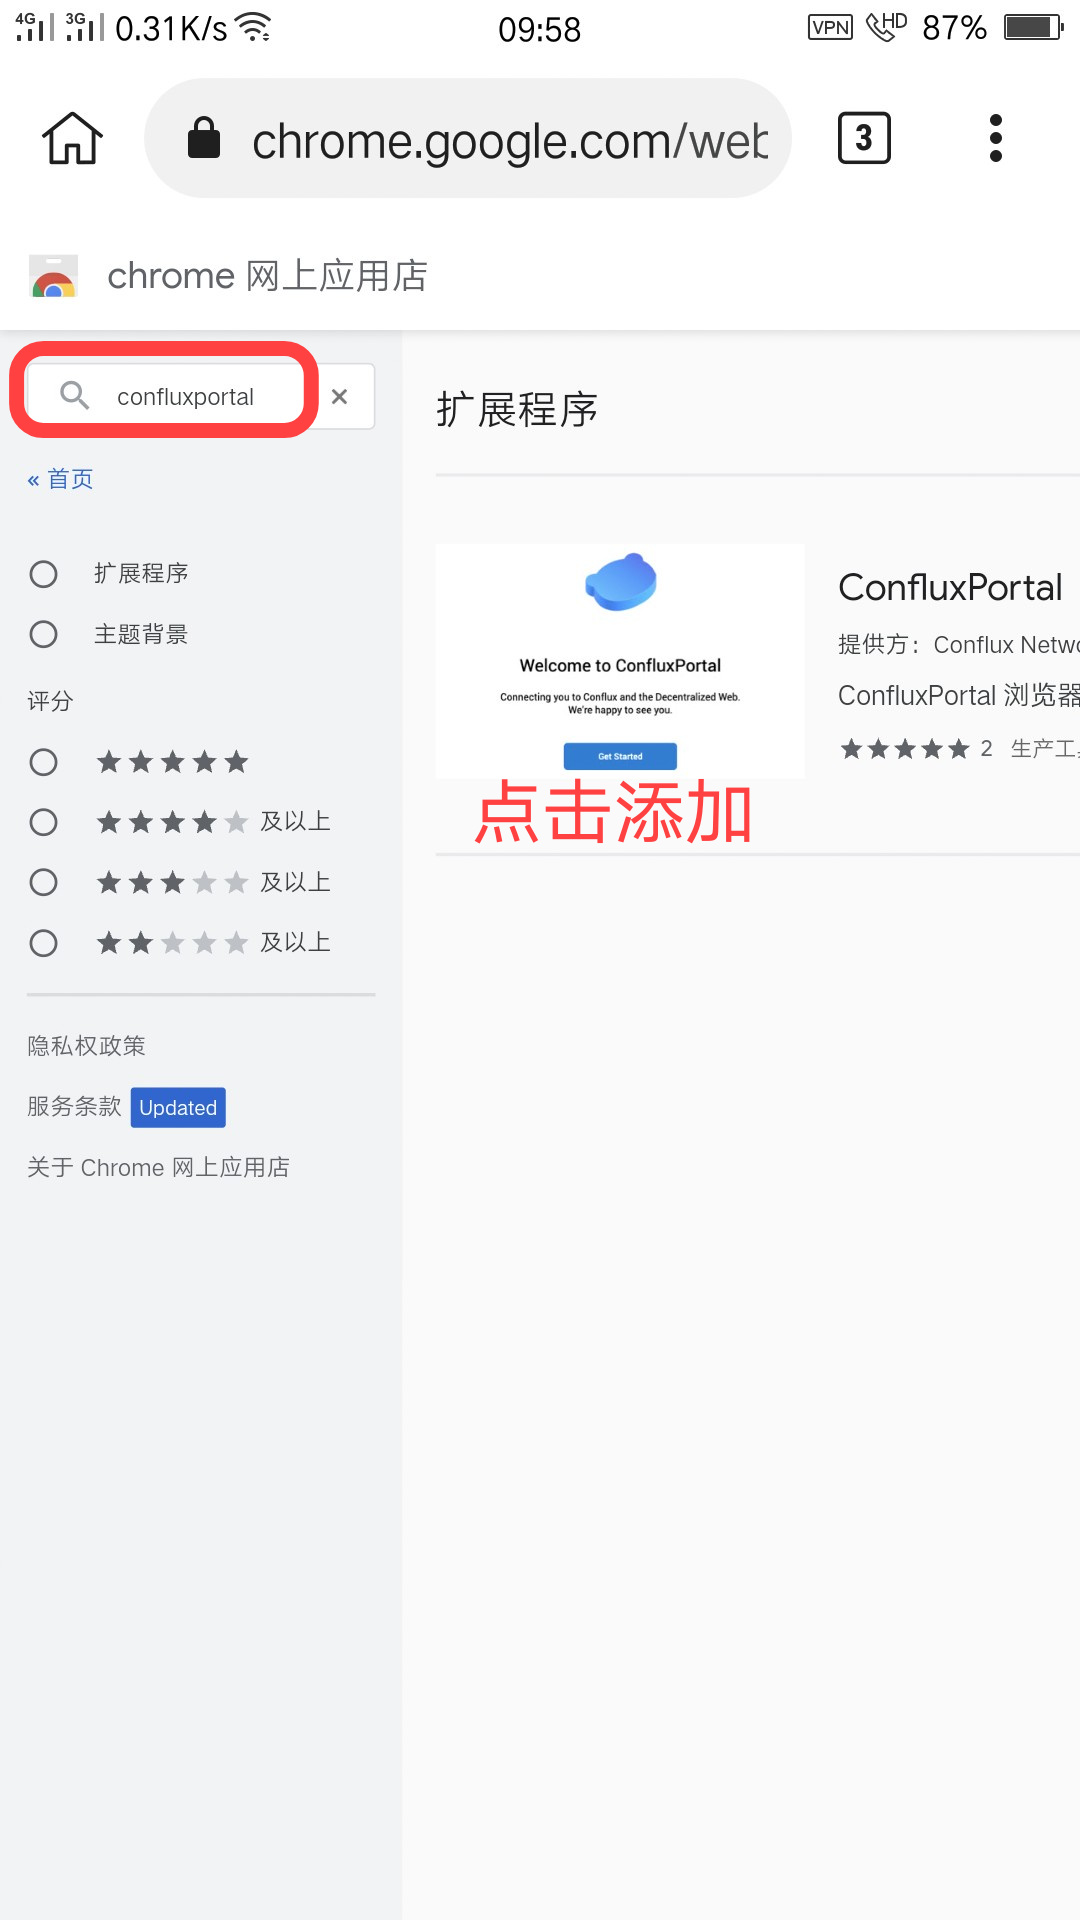 4G 3G 0.31K/s 09:58 VPN HD 87%
chrome.google.com/web
3
chrome 网上应用店
confluxportal ×
« 首页
扩展程序
主题背景
评分
及以上
及以上
及以上
隐私权政策
服务条款 Updated
关于 Chrome 网上应用店
扩展程序
Welcome to ConfluxPortal
Connecting you to Conflux and the Decentralized Web.
We're happy to see you.
Get Started
点击添加
ConfluxPortal
提供方：Conflux Netwo
ConfluxPortal 浏览器
2 生产工具